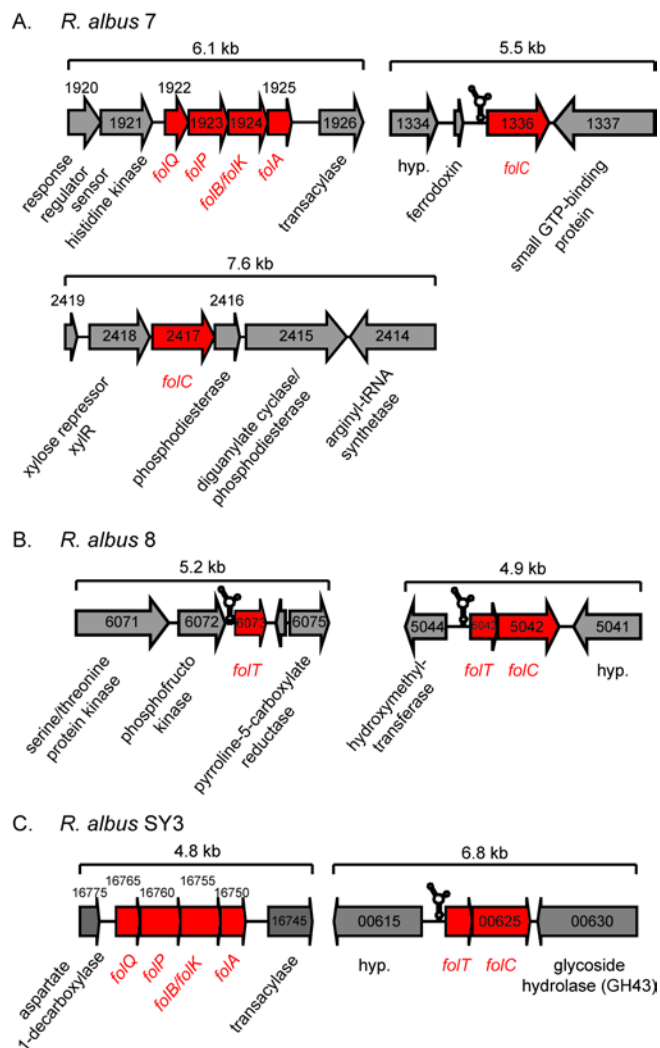 A. R. albus 7
6.1 kb
1920
1921
1922
1923
1924
1925
1926
response
regulator
sensor
histidine kinase
folQ
folP
folB/folK
folA
transacylase
5.5 kb
1334
1336
1337
hyp.
ferrodoxin
folC
small GTP-binding
protein
7.6 kb
2419
2418
2417
2416
2415
2414
xylose repressor
xylR
folC
phosphodiesterase
diguanylate cyclase/
phosphodiesterase
arginyl-tRNA
synthetase
B. R. albus 8
5.2 kb
6071
6072
6073
6075
serine/threonine
protein kinase
phosphofructo
kinase
folT
pyrroline-5-carboxylate
reductase
4.9 kb
5044
5043
5042
5041
hydroxymethyl-
transferase
folT
folC
hyp.
C. R. albus SY3
4.8 kb
16775
16765
16760
16755
16750
16745
aspartate
1-decarboxylase
folQ
folP
folB/folK
folA
transacylase
6.8 kb
00615
00625
00630
hyp.
folT
folC
glycoside
hydrolase (GH43)